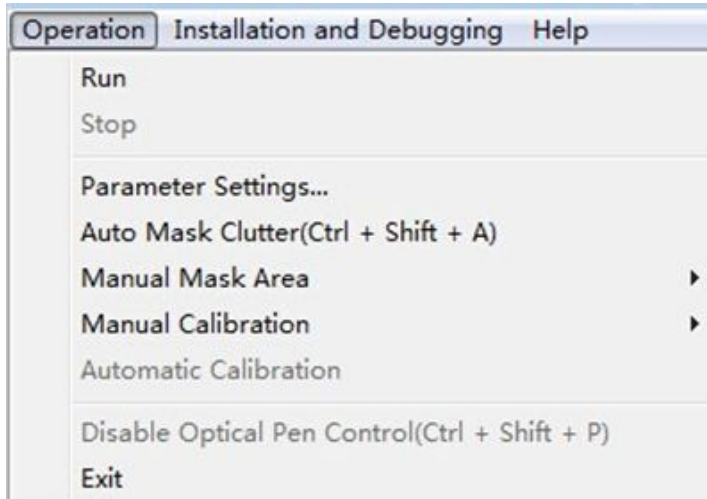 Operation Installation and Debugging Help
Run
Stop
Parameter Settings...
Auto Mask Clutter(Ctrl + Shift + A)
Manual Mask Area
Manual Calibration
Automatic Calibration
Disable Optical Pen Control(Ctrl + Shift + P)
Exit